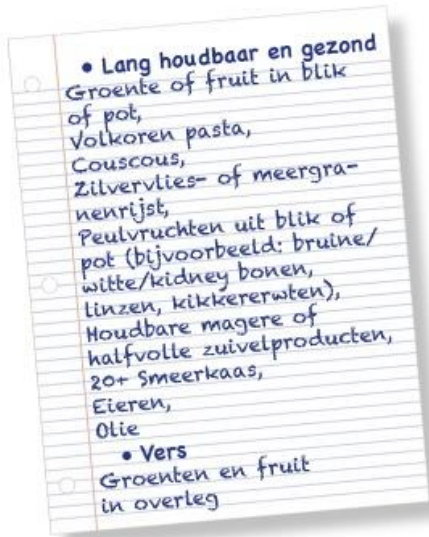 • Lang houdbaar en gezond
Groente of fruit in blik
of pot,
Volkoren pasta,
Couscous,
Zilvervlies- of meergra-
nenrijst,
Peulvruchten uit blik of
pot (bijvoorbeeld: bruine/
witte/kidney bonen,
linzen, kikkererwten),
Houdbare magere of
halfvolle zuivelproducten,
20+ Smeerkaas,
Eieren,
Olie
• Vers
Groenten en fruit
in overleg